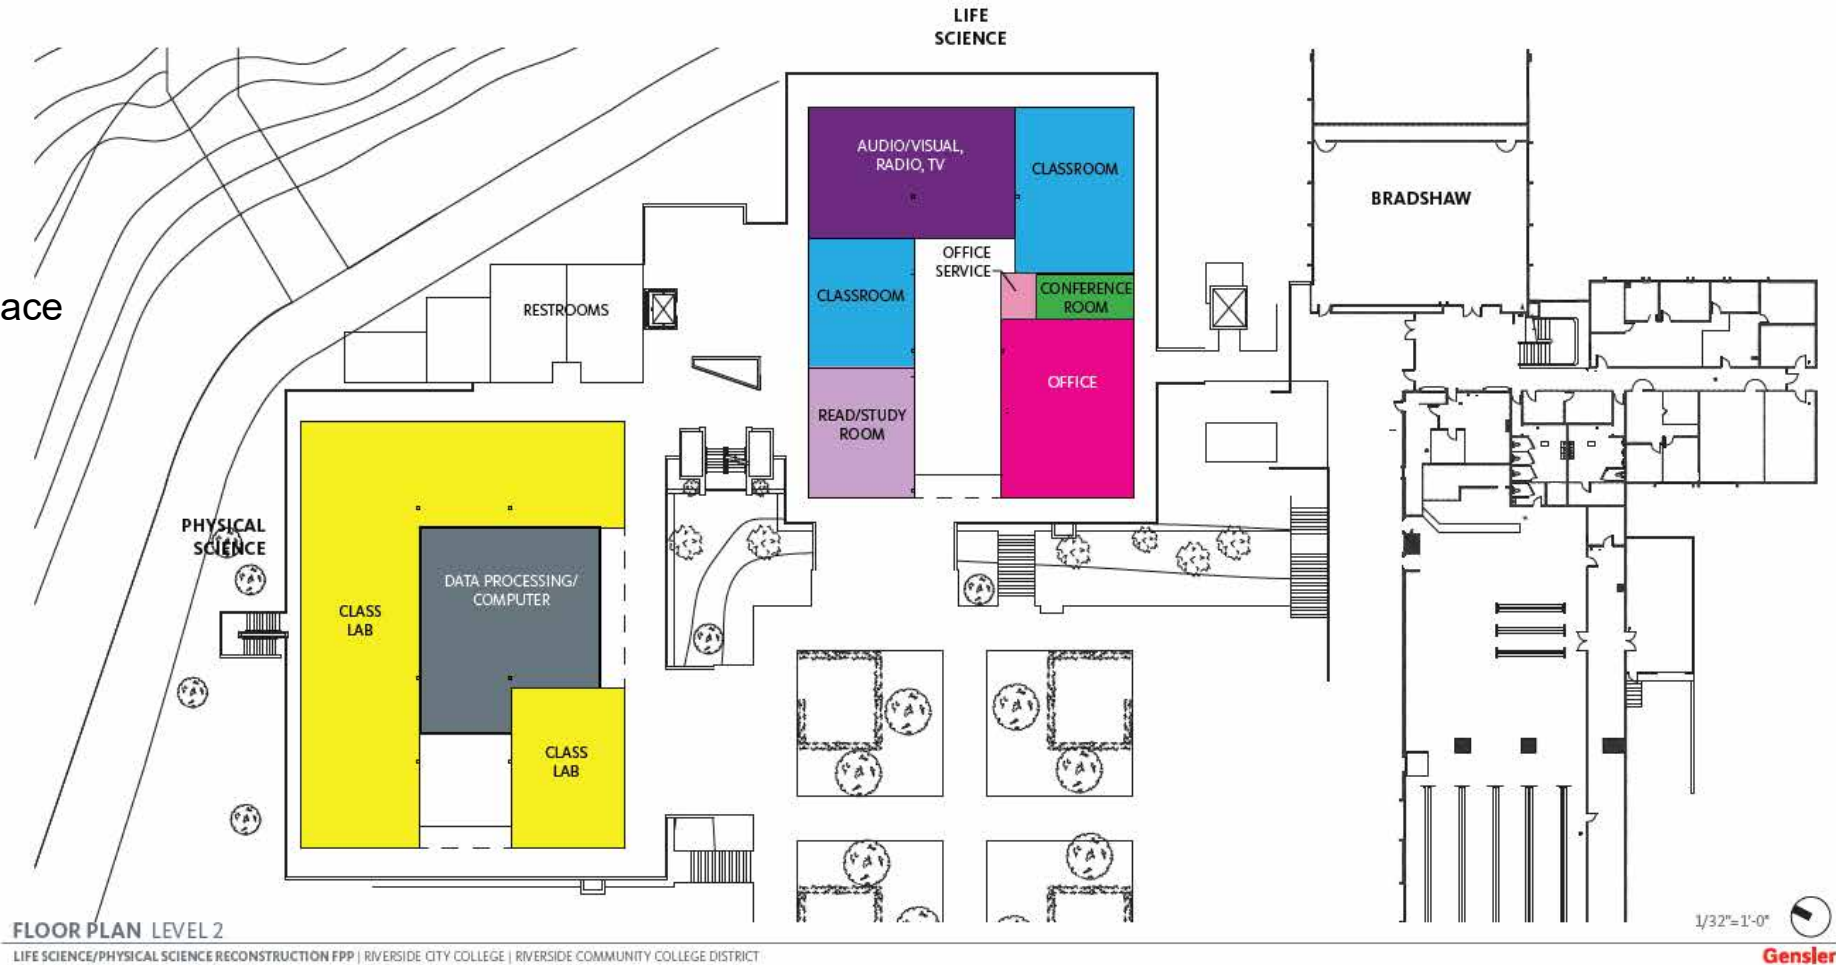 LIFE
SCIENCE
AUDIO/VISUAL,
RADIO, TV
CLASSROOM
BRADSHAW
OFFICE
SERVICE
CLASSROOM
CONFERENCE
ROOM
ace
RESTROOMS
OFFICE
READ/STUDY
ROOM
PHYSICAL
SCIENCE
DATA PROCESSING/
COMPUTER
CLASS
LAB
CLASS
LAB
FLOOR PLAN LEVEL 2
1/32"=1'-0"
LIFE SCIENCE/PHYSICAL SCIENCE RECONSTRUCTION FPP | RIVERSIDE CITY COLLEGE | RIVERSIDE COMMUNITY COLLEGE DISTRICT
Gensler